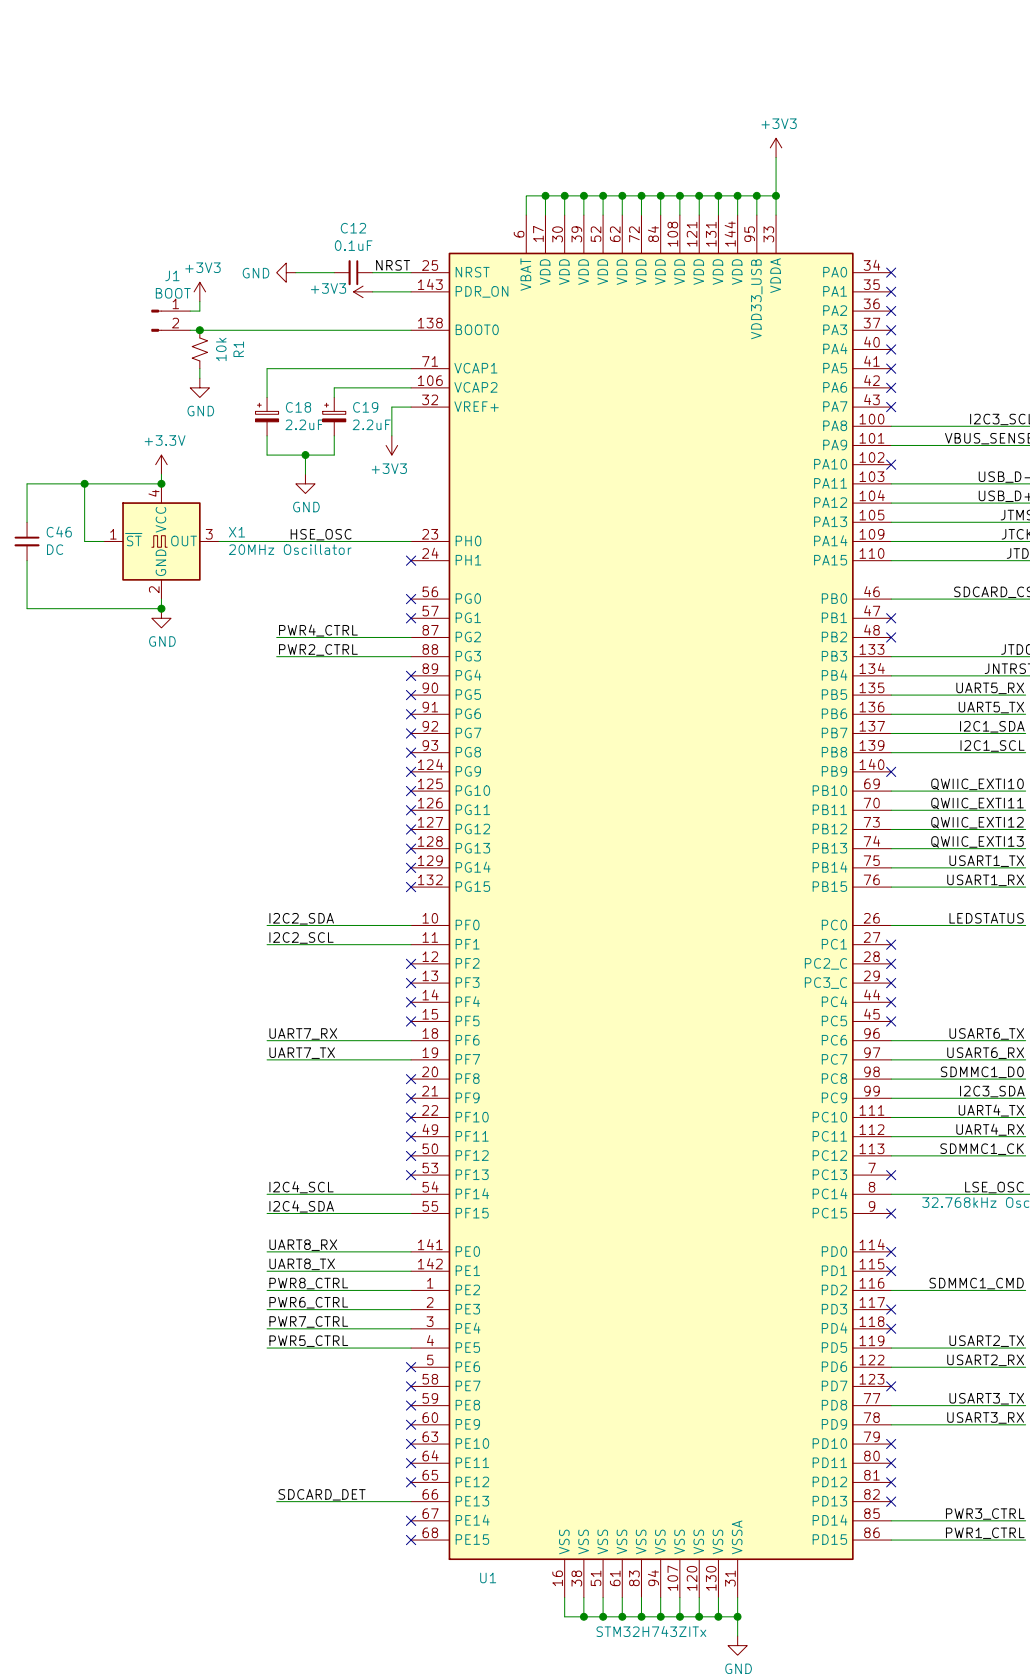 +3V3
6
17
30
39
52
62
72
84
108
121
131
144
95
33
VBAT
VDD
VDD
VDD
VDD
VDD
VDD
VDD
VDD
VDD
VDD
VDD
VDD33_USB
VDDA
C12
0.1uF
GND
NRST
25
NRST
+3V3
143
PDR_ON
J1
BOOT
+3V3
1
2
138
BOOT0
10k
R1
GND
71
VCAP1
106
VCAP2
32
VREF+
C18
2.2uF
C19
2.2uF
+3V3
GND
+3.3V
4
VCC
1
ST
GND
OUT
3
2
X1
20MHz Oscillator
C46
DC
GND
HSE_OSC
23
PH0
24
PH1
56
PG0
57
PG1
PWR4_CTRL
87
PG2
PWR2_CTRL
88
PG3
89
PG4
90
PG5
91
PG6
92
PG7
93
PG8
124
PG9
125
PG10
126
PG11
127
PG12
128
PG13
129
PG14
132
PG15
I2C2_SDA
10
PF0
I2C2_SCL
11
PF1
12
PF2
13
PF3
14
PF4
15
PF5
UART7_RX
18
PF6
UART7_TX
19
PF7
20
PF8
21
PF9
22
PF10
49
PF11
50
PF12
53
PF13
I2C4_SCL
54
PF14
I2C4_SDA
55
PF15
UART8_RX
141
PE0
UART8_TX
142
PE1
PWR8_CTRL
1
PE2
PWR6_CTRL
2
PE3
PWR7_CTRL
3
PE4
PWR5_CTRL
4
PE5
5
PE6
58
PE7
59
PE8
60
PE9
63
PE10
64
PE11
65
PE12
SDCARD_DET
66
PE13
67
PE14
68
PE15
PA0
34
PA1
35
PA2
36
PA3
37
PA4
40
PA5
41
PA6
42
PA7
43
PA8
100
I2C3_SCL
PA9
101
VBUS_SENSE
PA10
102
PA11
103
USB_D-
PA12
104
USB_D+
PA13
105
JTMS
PA14
109
JTCK
PA15
110
JTD
PB0
46
SDCARD_CS
PB1
47
PB2
48
PB3
133
JTDO
PB4
134
JNTRST
PB5
135
UART5_RX
PB6
136
UART5_TX
PB7
137
I2C1_SDA
PB8
139
I2C1_SCL
PB9
140
PB10
69
QWIIC_EXTI10
PB11
70
QWIIC_EXTI11
PB12
73
QWIIC_EXTI12
PB13
74
QWIIC_EXTI13
PB14
75
USART1_TX
PB15
76
USART1_RX
PC0
26
LEDSTATUS
PC1
27
PC2_C
28
PC3_C
29
PC4
44
PC5
45
PC6
96
USART6_TX
PC7
97
USART6_RX
PC8
98
SDMMC1_D0
PC9
99
I2C3_SDA
PC10
111
UART4_TX
PC11
112
UART4_RX
PC12
113
SDMMC1_CK
PC13
7
PC14
8
LSE_OSC
32.768kHz Osc
PC15
9
PD0
114
PD1
115
PD2
116
SDMMC1_CMD
PD3
117
PD4
118
PD5
119
USART2_TX
PD6
122
USART2_RX
PD7
123
PD8
77
USART3_TX
PD9
78
USART3_RX
PD10
79
PD11
80
PD12
81
PD13
82
PD14
85
PWR3_CTRL
PD15
86
PWR1_CTRL
VSS
VSS
VSS
VSS
VSS
VSS
VSS
VSS
VSS
VSSA
16
38
51
61
83
94
107
120
130
31
U1
STM32H743ZITx
GND